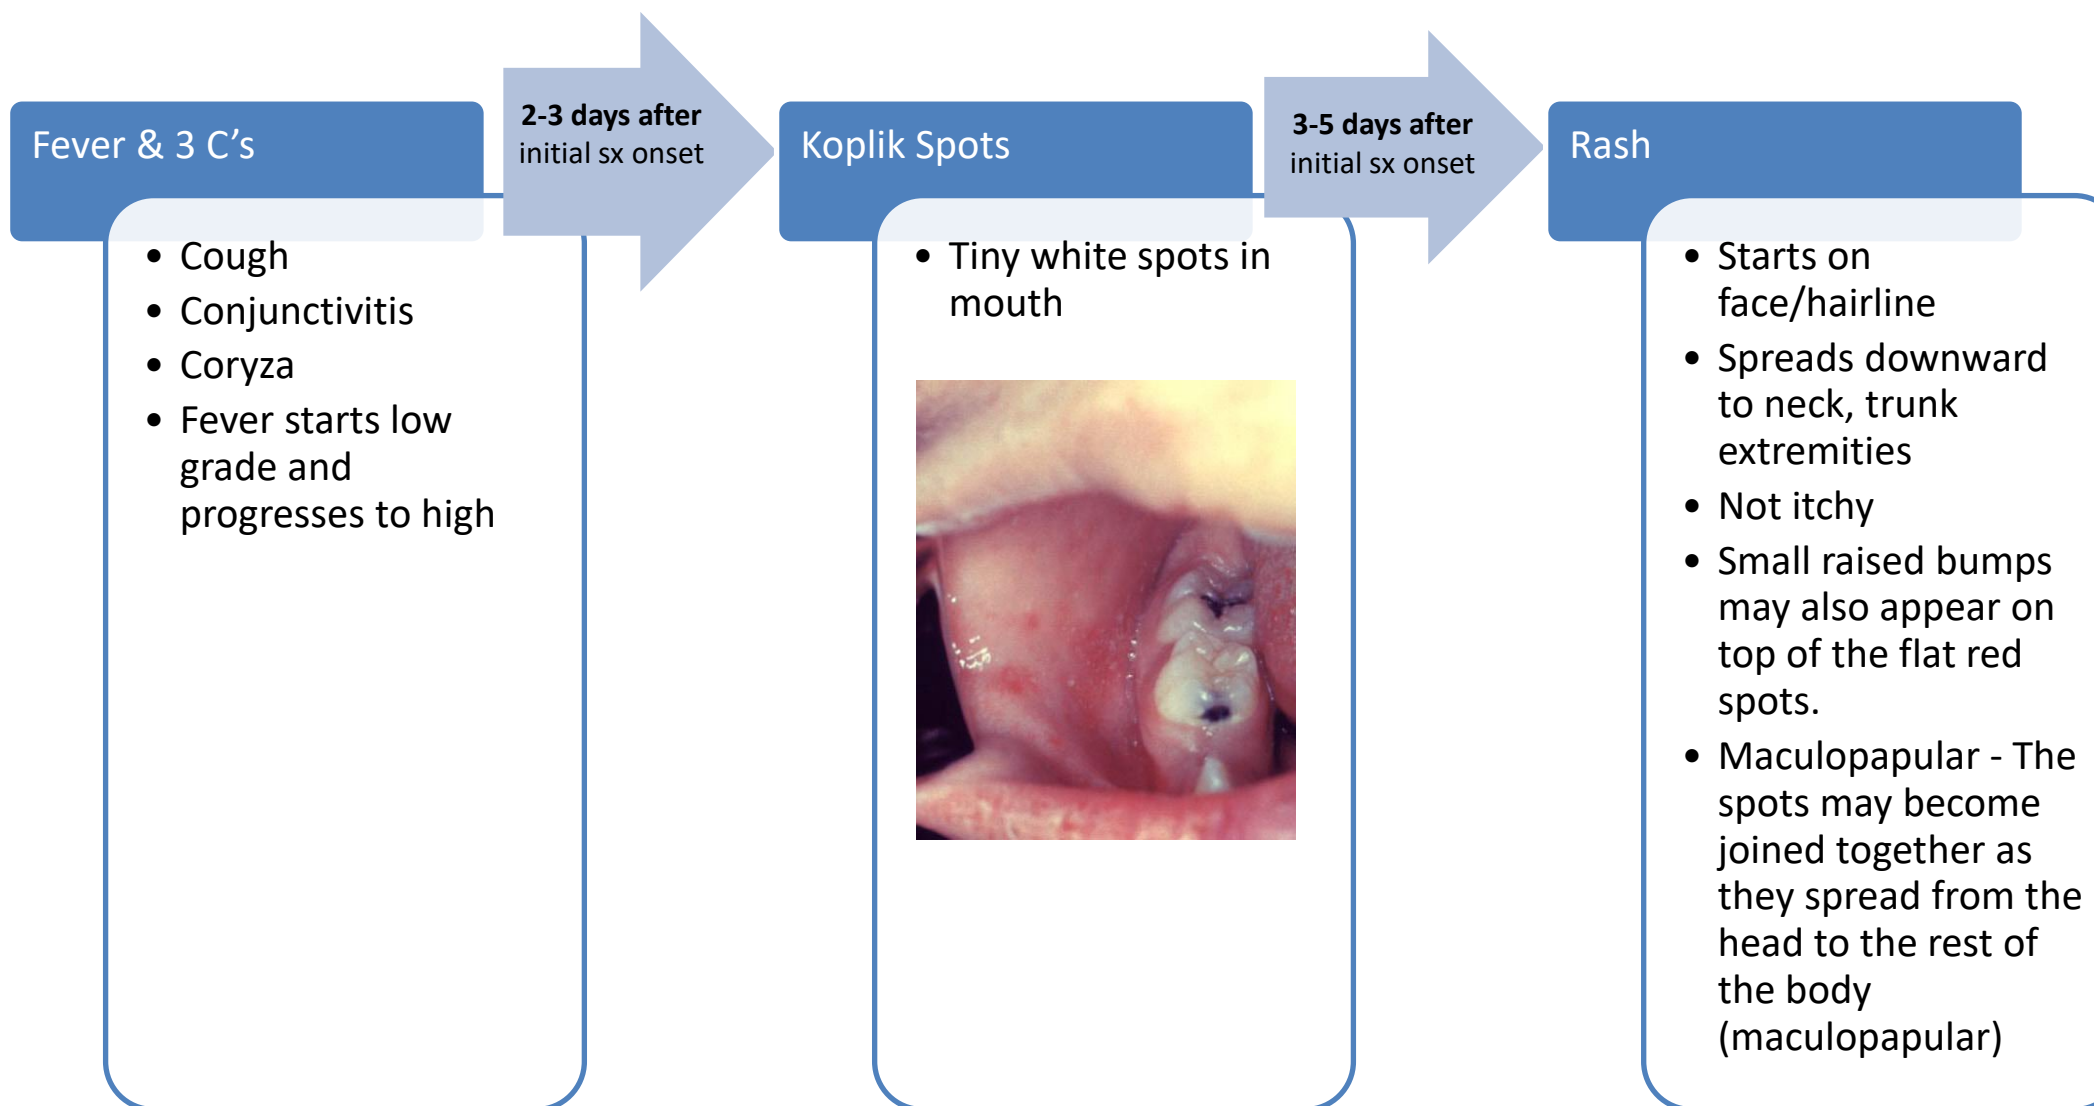 Fever & 3 C's
• Cough
• Conjunctivitis
• Coryza
• Fever starts low
grade and
progresses to high
2-3 days after
initial sx onset
Koplik Spots
• Tiny white spots in
mouth
3-5 days after
initial sx onset
Rash
• Starts on
face/hairline
• Spreads downward
to neck, trunk
extremities
• Not itchy
• Small raised bumps
may also appear on
top of the flat red
spots.
• Maculopapular - The
spots may become
joined together as
they spread from the
head to the rest of
the body
(maculopapular)